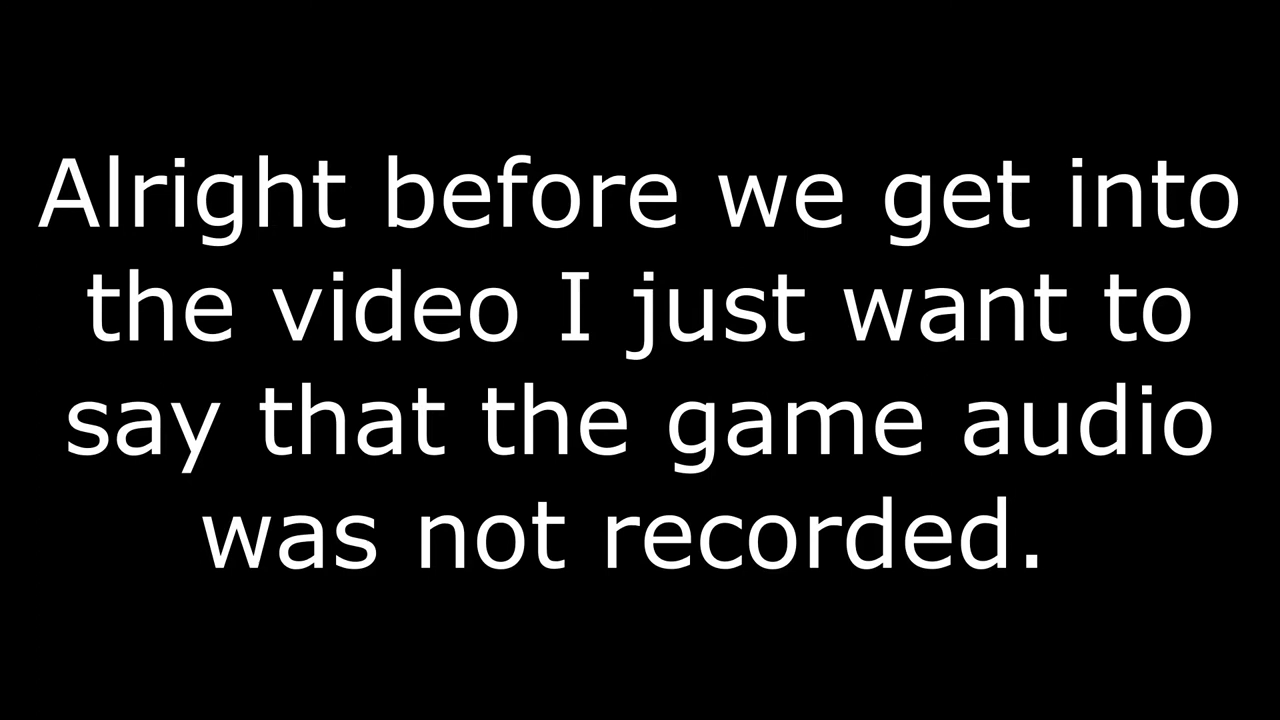 Alright before we get into
the video I just want to
say that the game audio
was not recorded.